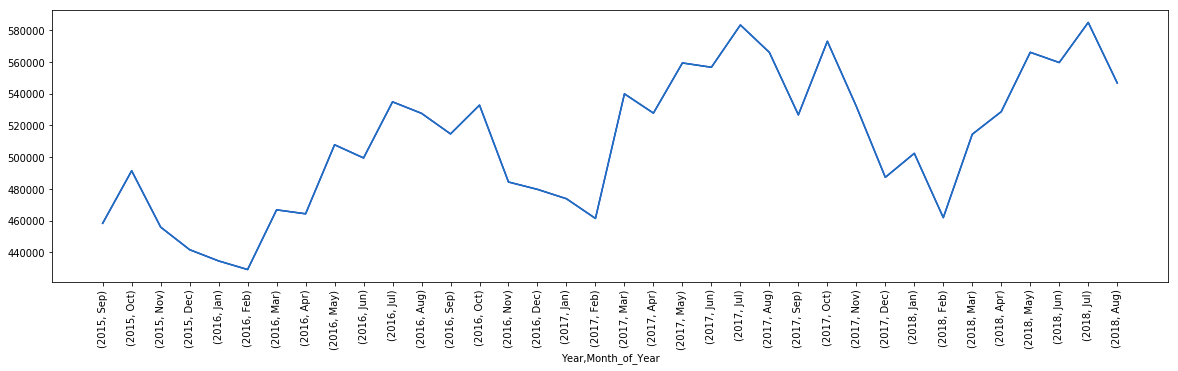 580000
560000
540000
520000
500000
480000
460000
440000
(2015, Sep)
(2015, Oct)
(2015, Nov)
(2015, Dec)
(2016, Jan)
(2016, Feb)
(2016, Mar)
(2016, Apr)
(2016, May)
(2016, Jun)
(2016, Jul)
(2016, Aug)
(2016, Sep)
(2016, Oct)
(2016, Nov)
(2016, Dec)
(2017, Jan)
(2017, Feb)
(2017, Mar)
(2017, Apr)
(2017, May)
(2017, Jun)
(2017, Jul)
(2017, Aug)
(2017, Sep)
(2017, Oct)
(2017, Nov)
(2017, Dec)
(2018, Jan)
(2018, Feb)
(2018, Mar)
(2018, Apr)
(2018, May)
(2018, Jun)
(2018, Jul)
(2018, Aug)
Year,Month_of_Year